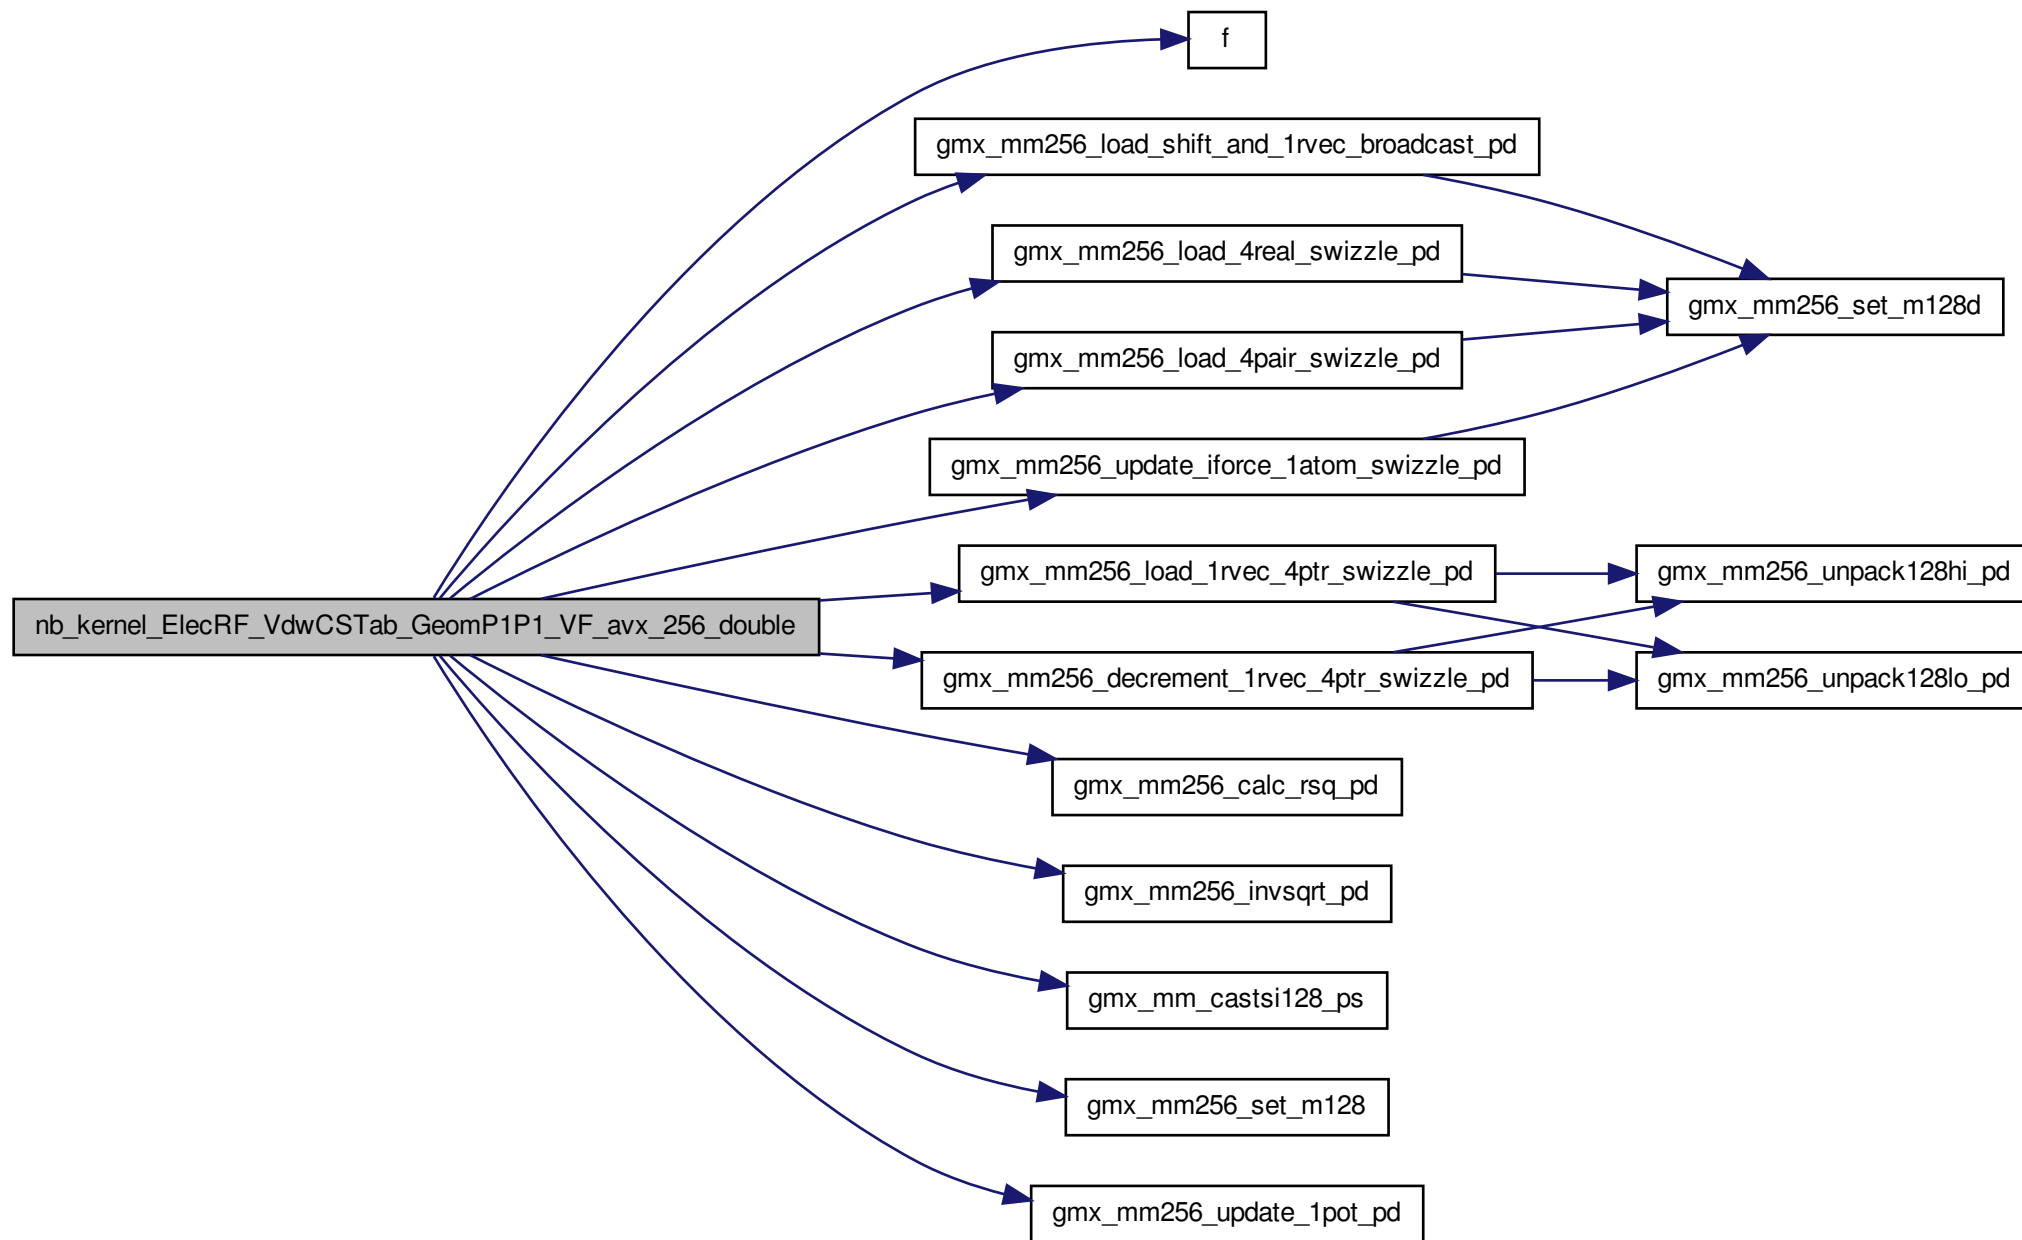 f
gmx_mm256_load_shift_and_1rvec_broadcast_pd
gmx_mm256_load_4real_swizzle_pd
gmx_mm256_set_m128d
gmx_mm256_load_4pair_swizzle_pd
gmx_mm256_update_iforce_1atom_swizzle_pd
gmx_mm256_load_1rvec_4ptr_swizzle_pd
gmx_mm256_unpack128hi_pd
nb_kernel_ElecRF_VdwCSTab_GeomP1P1_VF_avx_256_double
gmx_mm256_decrement_1rvec_4ptr_swizzle_pd
gmx_mm256_unpack128lo_pd
gmx_mm256_calc_rsq_pd
gmx_mm256_invsqrt_pd
gmx_mm_castsi128_ps
gmx_mm256_set_m128
gmx_mm256_update_1pot_pd